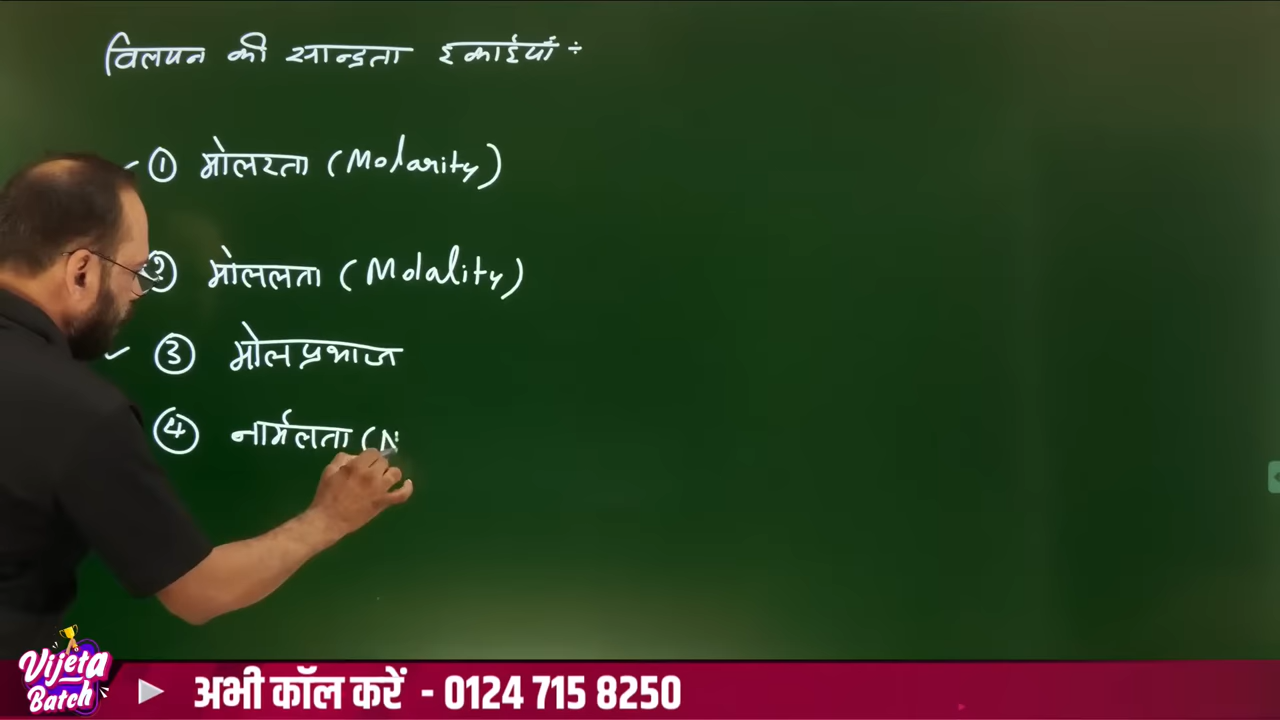 विलयन की सान्द्रता इकाईयाँ ÷
① मोलरता (Molarity)
② मोललता (Molality)
③ मोल प्रभाज
④ नार्मलता (N
Vijeta
Batch
अभी कॉल करें - 0124 715 8250